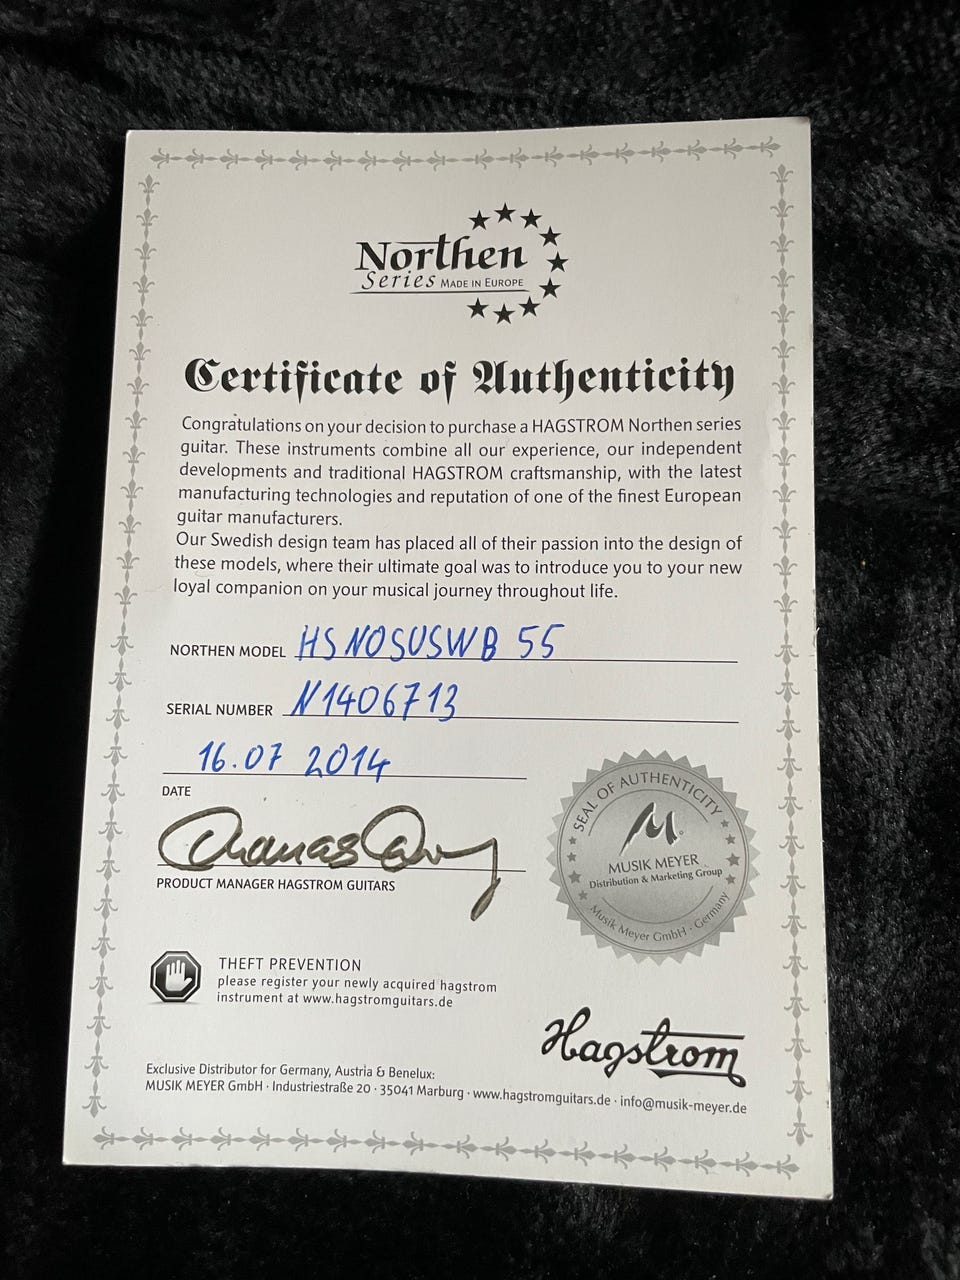 Northen
Series MADE IN EUROPE
Certificate of Authenticity
Congratulations on your decision to purchase a HAGSTROM Northen series
guitar. These instruments combine all our experience, our independent
developments and traditional HAGSTROM craftsmanship, with the latest
manufacturing technologies and reputation of one of the finest European
guitar manufacturers.
Our Swedish design team has placed all of their passion into the design of
these models, where their ultimate goal was to introduce you to your new
loyal companion on your musical journey throughout life.
NORTHEN MODEL HSNOSUSWB 55
SERIAL NUMBER N1406713
16.07 2014
DATE
PRODUCT MANAGER HAGSTROM GUITARS
SEAL OF AUTHENTICITY
M
MUSIK MEYER
Distribution & Marketing Group
Musik Meyer GmbH · Germany
THEFT PREVENTION
please register your newly acquired hagstrom
instrument at www.hagstromguitars.de
Hagstrom
Exclusive Distributor for Germany, Austria & Benelux:
MUSIK MEYER GmbH · Industriestraße 20 · 35041 Marburg · www.hagstromguitars.de · info@musik-meyer.de